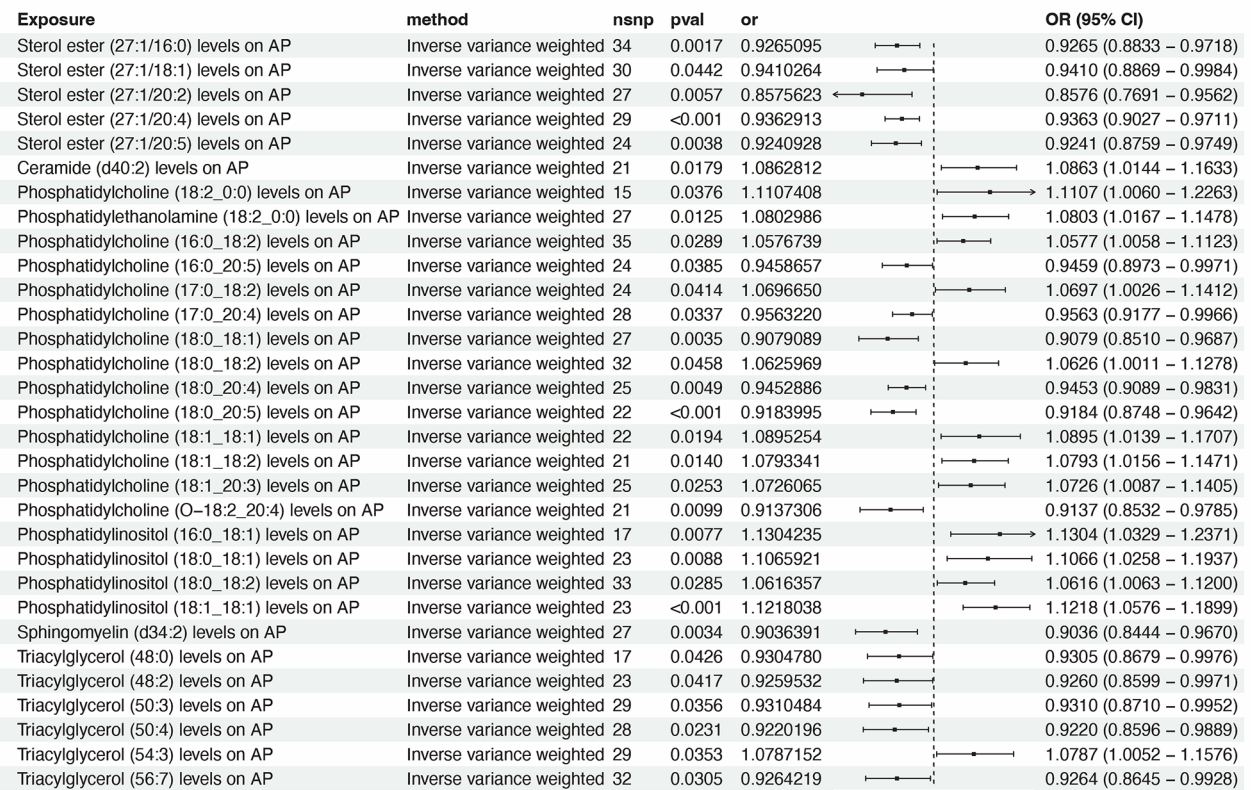 Exposure method nsnp pval or OR (95% CI)
Sterol ester (27:1/16:0) levels on AP Inverse variance weighted 34 0.0017 0.9265095 0.9265 (0.8833 – 0.9718)
Sterol ester (27:1/18:1) levels on AP Inverse variance weighted 30 0.0442 0.9410264 0.9410 (0.8869 – 0.9984)
Sterol ester (27:1/20:2) levels on AP Inverse variance weighted 27 0.0057 0.8575623 0.8576 (0.7691 – 0.9562)
Sterol ester (27:1/20:4) levels on AP Inverse variance weighted 29 <0.001 0.9362913 0.9363 (0.9027 – 0.9711)
Sterol ester (27:1/20:5) levels on AP Inverse variance weighted 24 0.0038 0.9240928 0.9241 (0.8759 – 0.9749)
Ceramide (d40:2) levels on AP Inverse variance weighted 21 0.0179 1.0862812 1.0863 (1.0144 – 1.1633)
Phosphatidylcholine (18:2_0:0) levels on AP Inverse variance weighted 15 0.0376 1.1107408 1.1107 (1.0060 – 1.2263)
Phosphatidylethanolamine (18:2_0:0) levels on AP Inverse variance weighted 27 0.0125 1.0802986 1.0803 (1.0167 – 1.1478)
Phosphatidylcholine (16:0_18:2) levels on AP Inverse variance weighted 35 0.0289 1.0576739 1.0577 (1.0058 – 1.1123)
Phosphatidylcholine (16:0_20:5) levels on AP Inverse variance weighted 24 0.0385 0.9458657 0.9459 (0.8973 – 0.9971)
Phosphatidylcholine (17:0_18:2) levels on AP Inverse variance weighted 24 0.0414 1.0696650 1.0697 (1.0026 – 1.1412)
Phosphatidylcholine (17:0_20:4) levels on AP Inverse variance weighted 28 0.0337 0.9563220 0.9563 (0.9177 – 0.9966)
Phosphatidylcholine (18:0_18:1) levels on AP Inverse variance weighted 27 0.0035 0.9079089 0.9079 (0.8510 – 0.9687)
Phosphatidylcholine (18:0_18:2) levels on AP Inverse variance weighted 32 0.0458 1.0625969 1.0626 (1.0011 – 1.1278)
Phosphatidylcholine (18:0_20:4) levels on AP Inverse variance weighted 25 0.0049 0.9452886 0.9453 (0.9089 – 0.9831)
Phosphatidylcholine (18:0_20:5) levels on AP Inverse variance weighted 22 <0.001 0.9183995 0.9184 (0.8748 – 0.9642)
Phosphatidylcholine (18:1_18:1) levels on AP Inverse variance weighted 22 0.0194 1.0895254 1.0895 (1.0139 – 1.1707)
Phosphatidylcholine (18:1_18:2) levels on AP Inverse variance weighted 21 0.0140 1.0793341 1.0793 (1.0156 – 1.1471)
Phosphatidylcholine (18:1_20:3) levels on AP Inverse variance weighted 25 0.0253 1.0726065 1.0726 (1.0087 – 1.1405)
Phosphatidylcholine (O–18:2_20:4) levels on AP Inverse variance weighted 21 0.0099 0.9137306 0.9137 (0.8532 – 0.9785)
Phosphatidylinositol (16:0_18:1) levels on AP Inverse variance weighted 17 0.0077 1.1304235 1.1304 (1.0329 – 1.2371)
Phosphatidylinositol (18:0_18:1) levels on AP Inverse variance weighted 23 0.0088 1.1065921 1.1066 (1.0258 – 1.1937)
Phosphatidylinositol (18:0_18:2) levels on AP Inverse variance weighted 33 0.0285 1.0616357 1.0616 (1.0063 – 1.1200)
Phosphatidylinositol (18:1_18:1) levels on AP Inverse variance weighted 23 <0.001 1.1218038 1.1218 (1.0576 – 1.1899)
Sphingomyelin (d34:2) levels on AP Inverse variance weighted 27 0.0034 0.9036391 0.9036 (0.8444 – 0.9670)
Triacylglycerol (48:0) levels on AP Inverse variance weighted 17 0.0426 0.9304780 0.9305 (0.8679 – 0.9976)
Triacylglycerol (48:2) levels on AP Inverse variance weighted 23 0.0417 0.9259532 0.9260 (0.8599 – 0.9971)
Triacylglycerol (50:3) levels on AP Inverse variance weighted 29 0.0356 0.9310484 0.9310 (0.8710 – 0.9952)
Triacylglycerol (50:4) levels on AP Inverse variance weighted 28 0.0231 0.9220196 0.9220 (0.8596 – 0.9889)
Triacylglycerol (54:3) levels on AP Inverse variance weighted 29 0.0353 1.0787152 1.0787 (1.0052 – 1.1576)
Triacylglycerol (56:7) levels on AP Inverse variance weighted 32 0.0305 0.9264219 0.9264 (0.8645 – 0.9928)